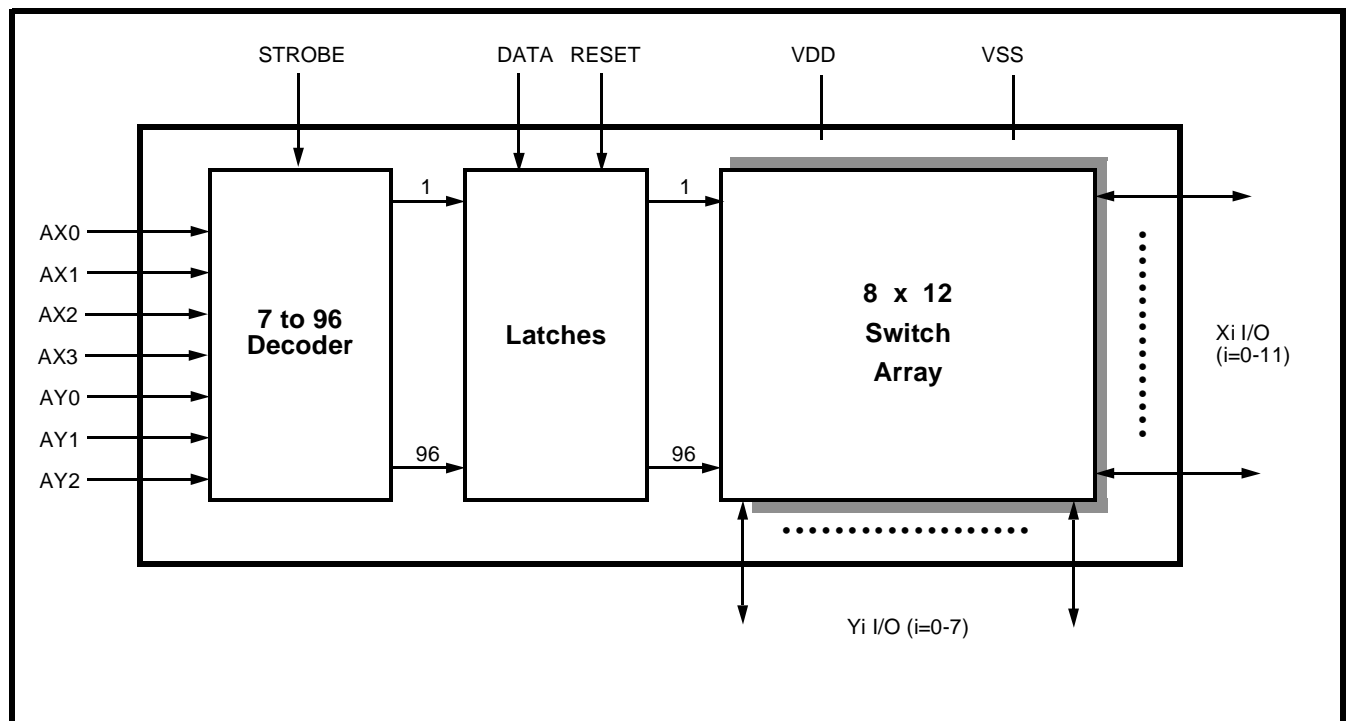 STROBE
DATA
RESET
VDD
VSS
AX0
AX1
AX2
AX3
AY0
AY1
AY2
7 to 96
Decoder
1
96
Latches
1
96
8 x 12
Switch
Array
Xi I/O
(i=0-11)
Yi I/O (i=0-7)